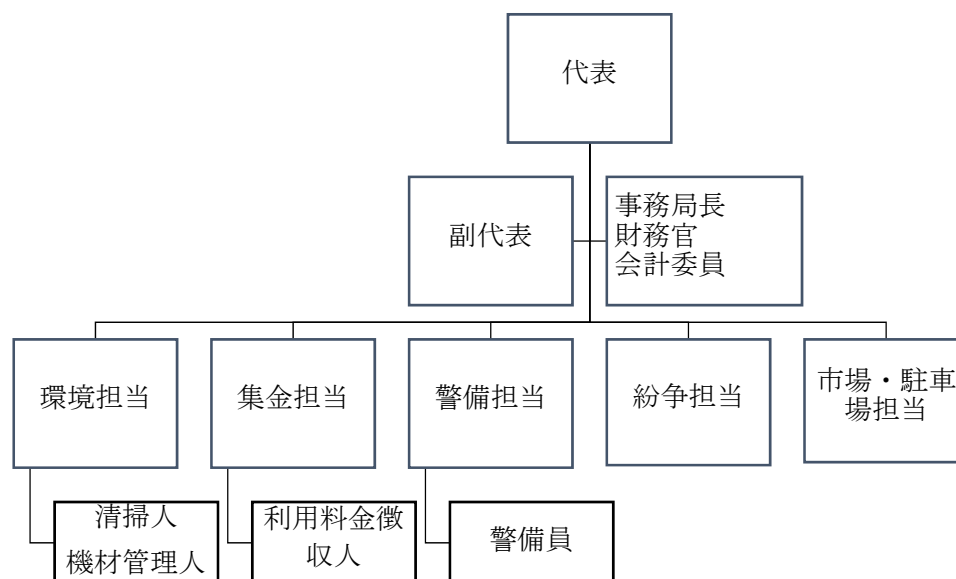 代表
副代表
事務局長
財務官
会計委員
環境担当
集金担当
警備担当
紛争担当
市場・駐車
場担当
清掃人
機材管理人
利用料金徴
収人
警備員